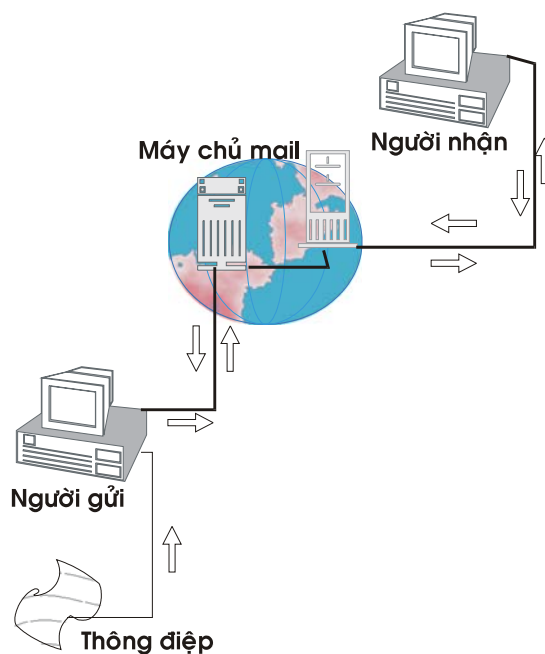 Người nhận
Máy chủ mail
Người gửi
Thông điệp